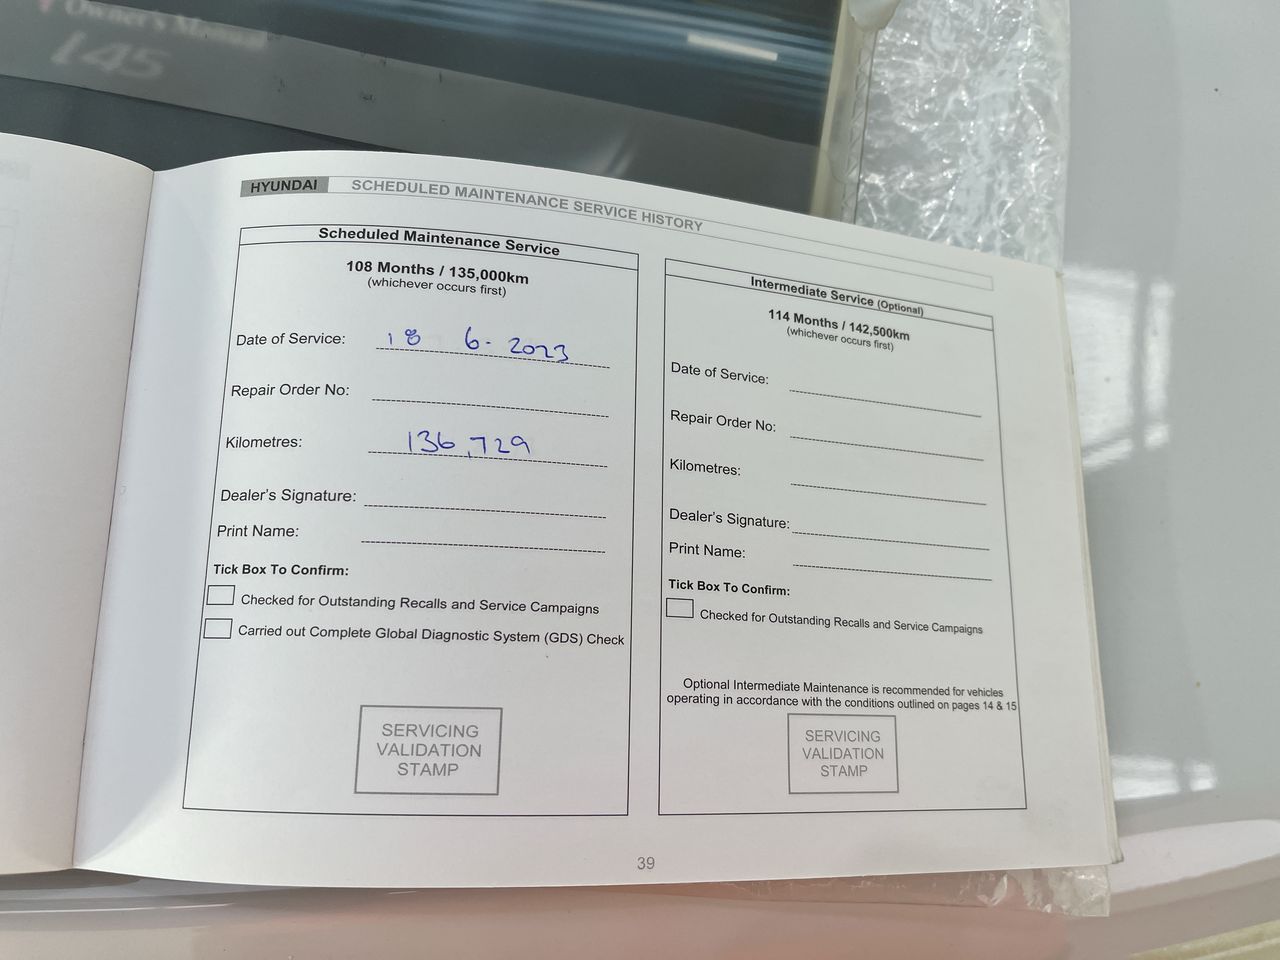 Owner's Manual
i45
HYUNDAI SCHEDULED MAINTENANCE SERVICE HISTORY
Scheduled Maintenance Service
108 Months / 135,000km
(whichever occurs first)
Date of Service: 18 6. 2023
Repair Order No:
Kilometres: 136,729
Dealer's Signature:
Print Name:
Tick Box To Confirm:
Checked for Outstanding Recalls and Service Campaigns
Carried out Complete Global Diagnostic System (GDS) Check
SERVICING
VALIDATION
STAMP
Intermediate Service (Optional)
114 Months / 142,500km
(whichever occurs first)
Date of Service:
Repair Order No:
Kilometres:
Dealer's Signature:
Print Name:
Tick Box To Confirm:
Checked for Outstanding Recalls and Service Campaigns
Optional Intermediate Maintenance is recommended for vehicles
operating in accordance with the conditions outlined on pages 14 & 15
SERVICING
VALIDATION
STAMP
39